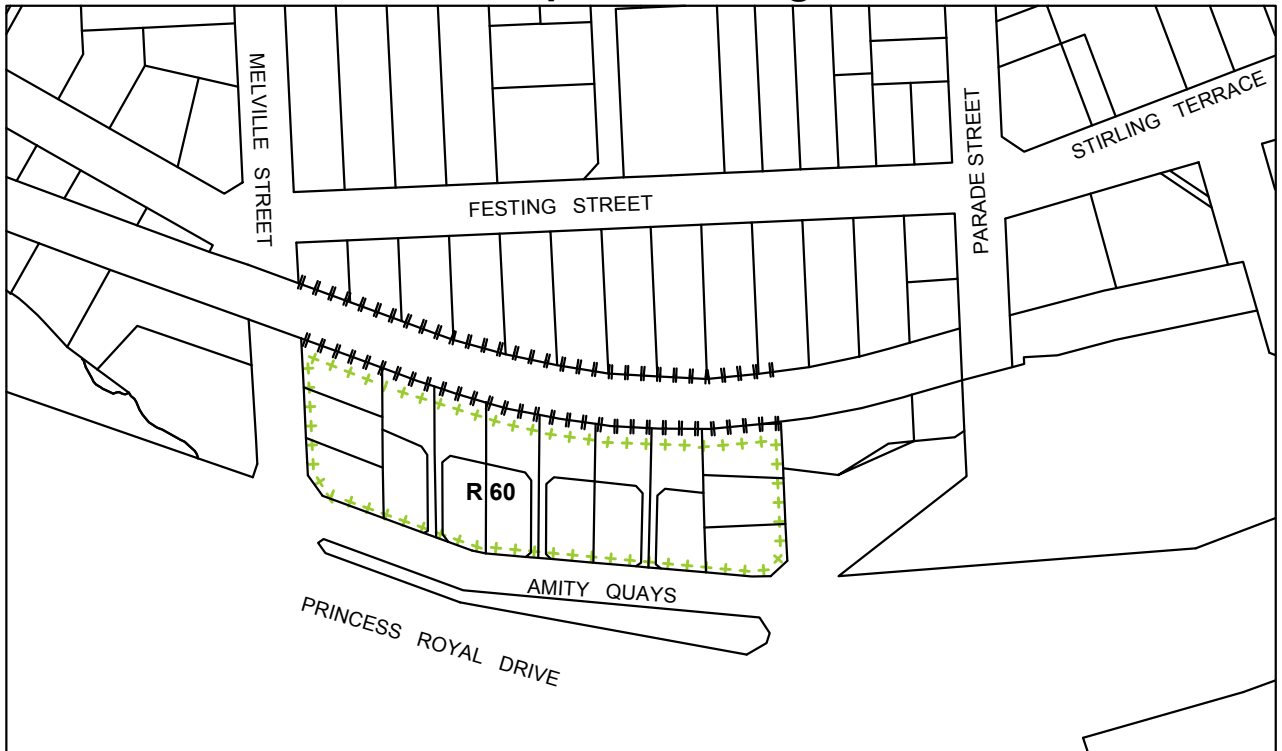 MELVILLE STREET
FESTING STREET
PARADE STREET
STIRLING TERRACE
R 60
AMITY QUAYS
PRINCESS ROYAL DRIVE